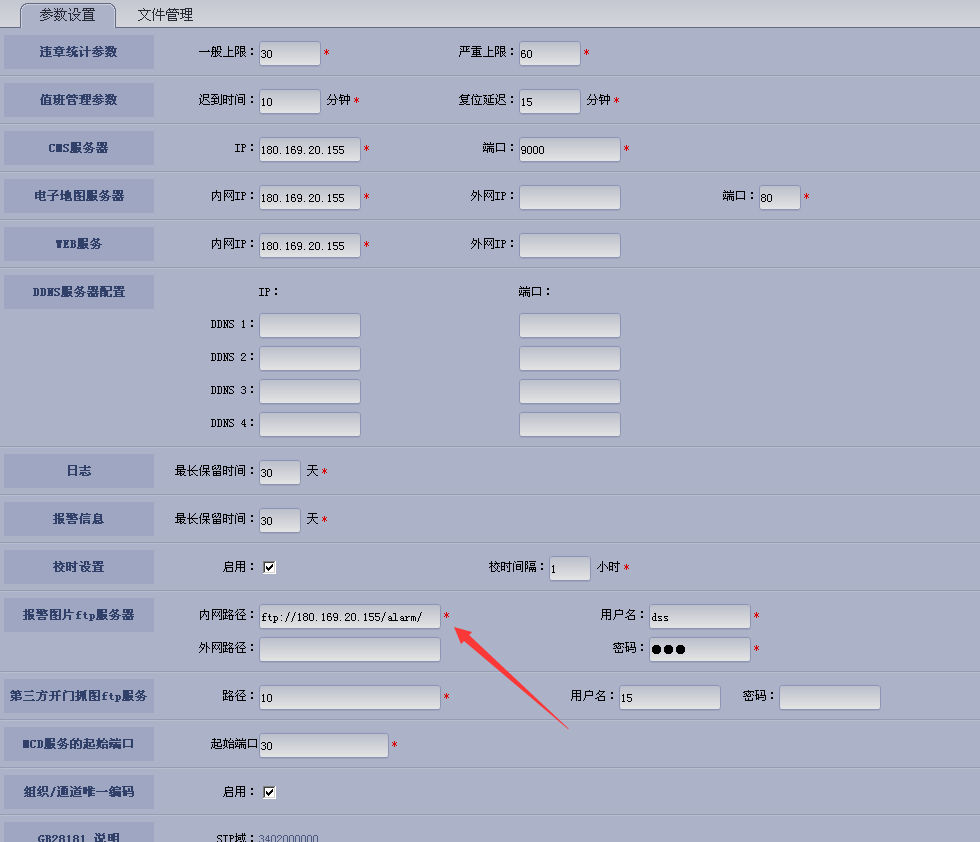 参数设置 文件管理
违章统计参数 一般上限： 30 * 严重上限： 60 *
值班管理参数 迟到时间： 10 分钟 * 复位延迟： 15 分钟 *
CMS服务器 IP： 180.169.20.155 * 端口： 9000 *
电子地图服务器 内网IP： 180.169.20.155 * 外网IP： 端口： 80 *
WEB服务 内网IP： 180.169.20.155 * 外网IP：
DDNS服务器配置 IP： 端口：
DDNS 1：
DDNS 2：
DDNS 3：
DDNS 4：
日志 最长保留时间： 30 天 *
报警信息 最长保留时间： 30 天 *
校时设置 启用： 校时间隔： 1 小时 *
报警图片ftp服务器 内网路径： ftp://180.169.20.155/alarm/ * 用户名： dss *
外网路径： 密码： ●●● *
第三方开门抓图ftp服务 路径： 10 * 用户名： 15 密码：
MCD服务的起始端口 起始端口 30 *
组织/通道唯一编码 启用：
GB28181 说明 SIP域： 3402000000